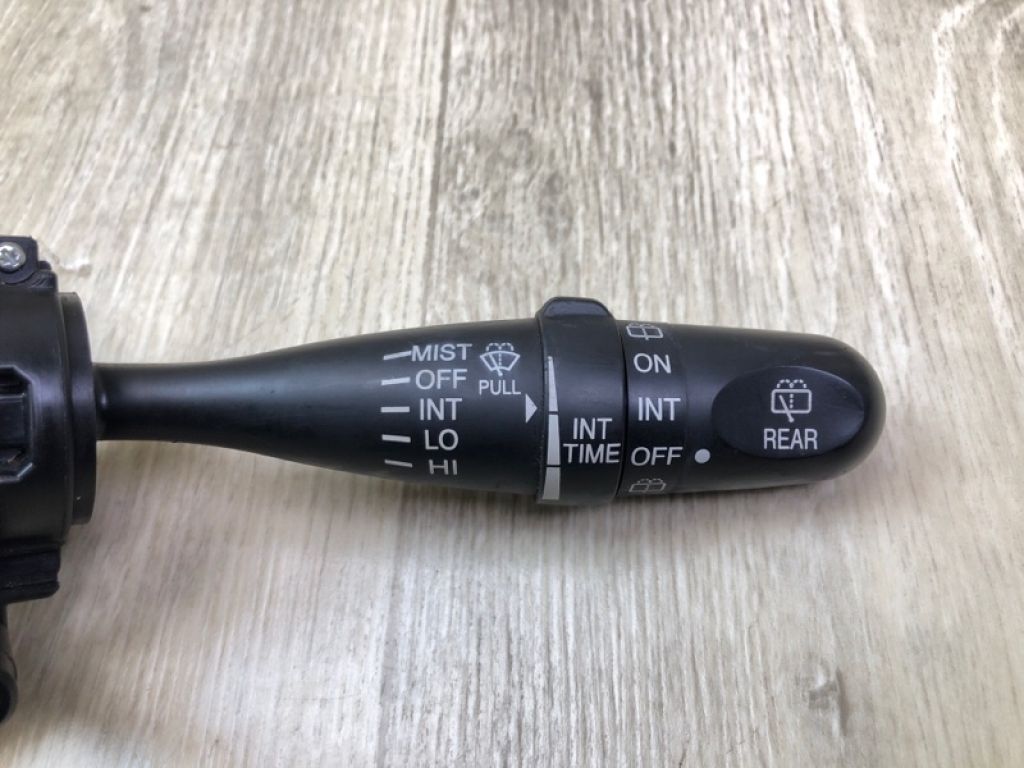 MIST
OFF
INT
LO
HI
PULL
INT
TIME
ON
INT
OFF
REAR